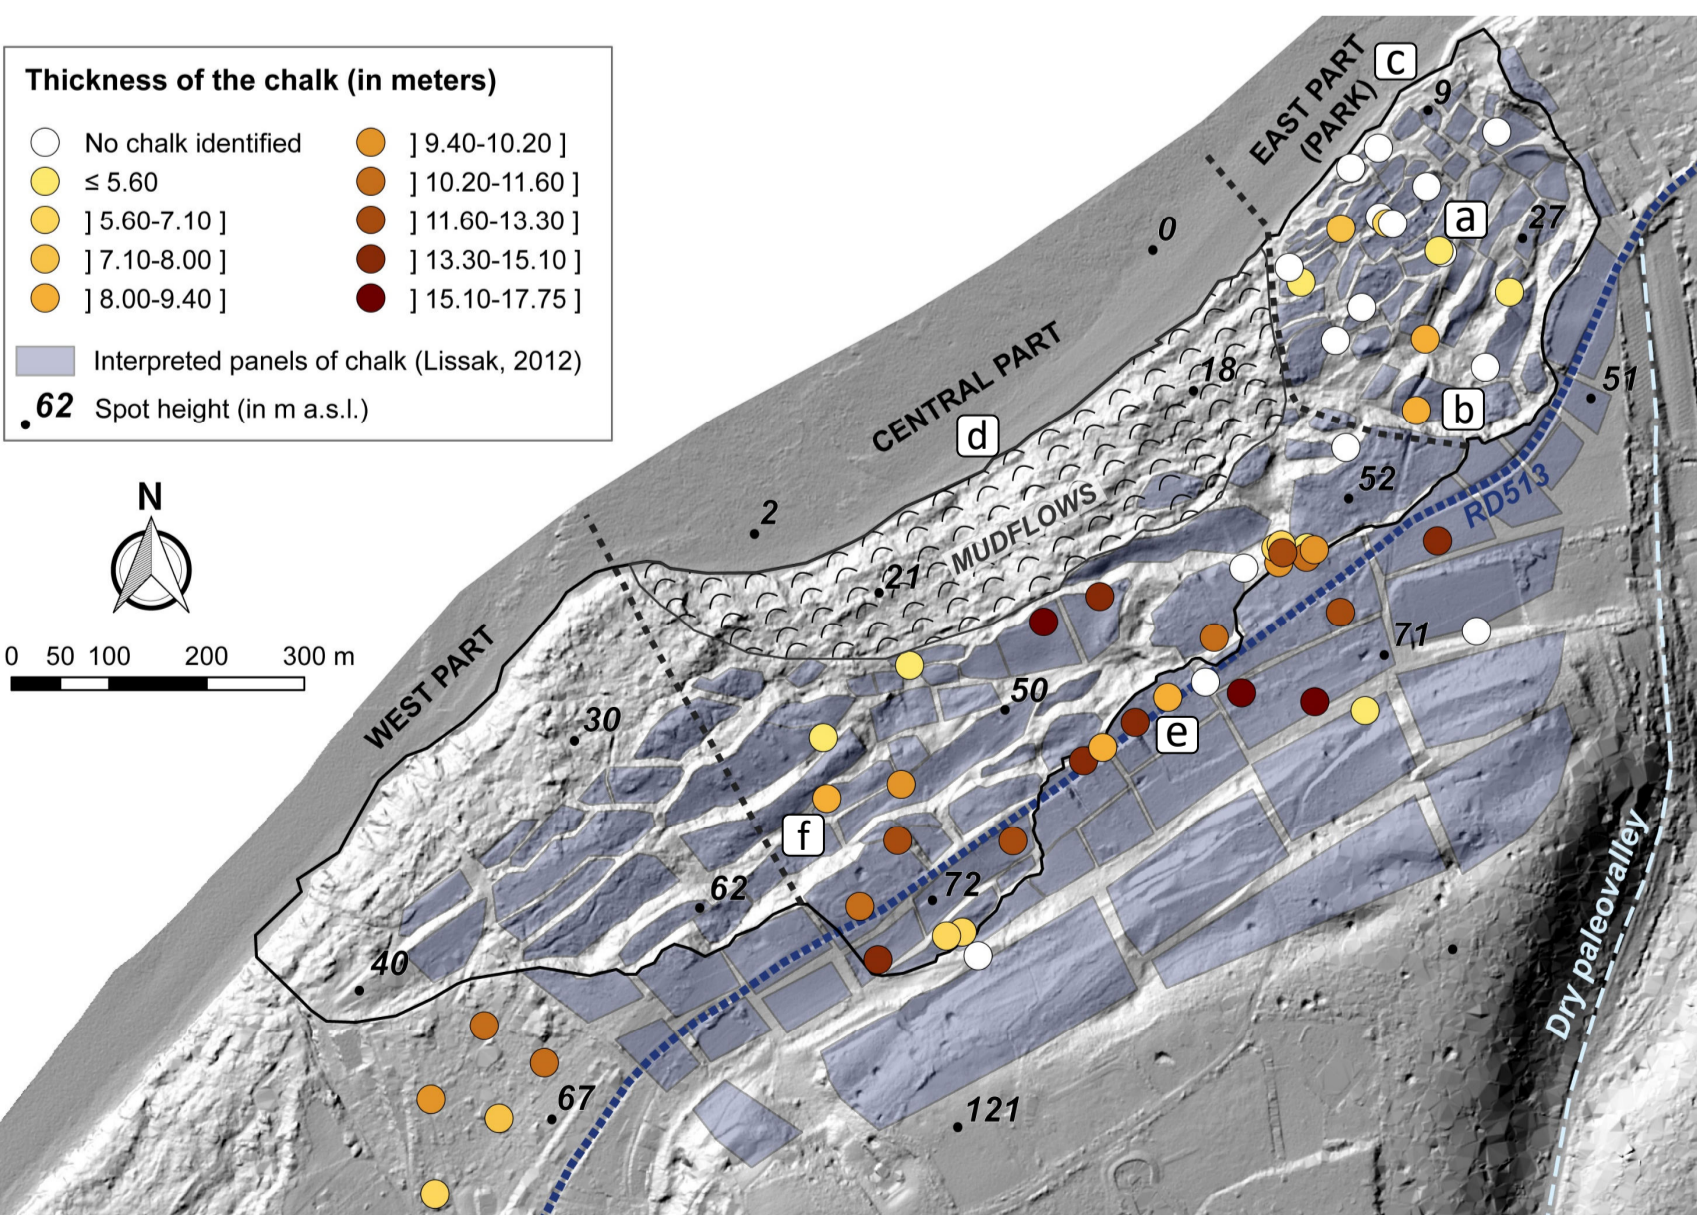 Thickness of the chalk (in meters)
No chalk identified
≤ 5.60
] 5.60-7.10 ]
] 7.10-8.00 ]
] 8.00-9.40 ]
] 9.40-10.20 ]
] 10.20-11.60 ]
] 11.60-13.30 ]
] 13.30-15.10 ]
] 15.10-17.75 ]
Interpreted panels of chalk (Lissak, 2012)
62 Spot height (in m a.s.l.)
N
0 50 100 200 300 m
EAST PART
(PARK)
c
9
a
27
0
CENTRAL PART
18
51
b
d
52
RD513
MUDFLOWS
2
21
71
WEST PART
50
30
e
f
62
72
40
Dry paleovalley
67
121